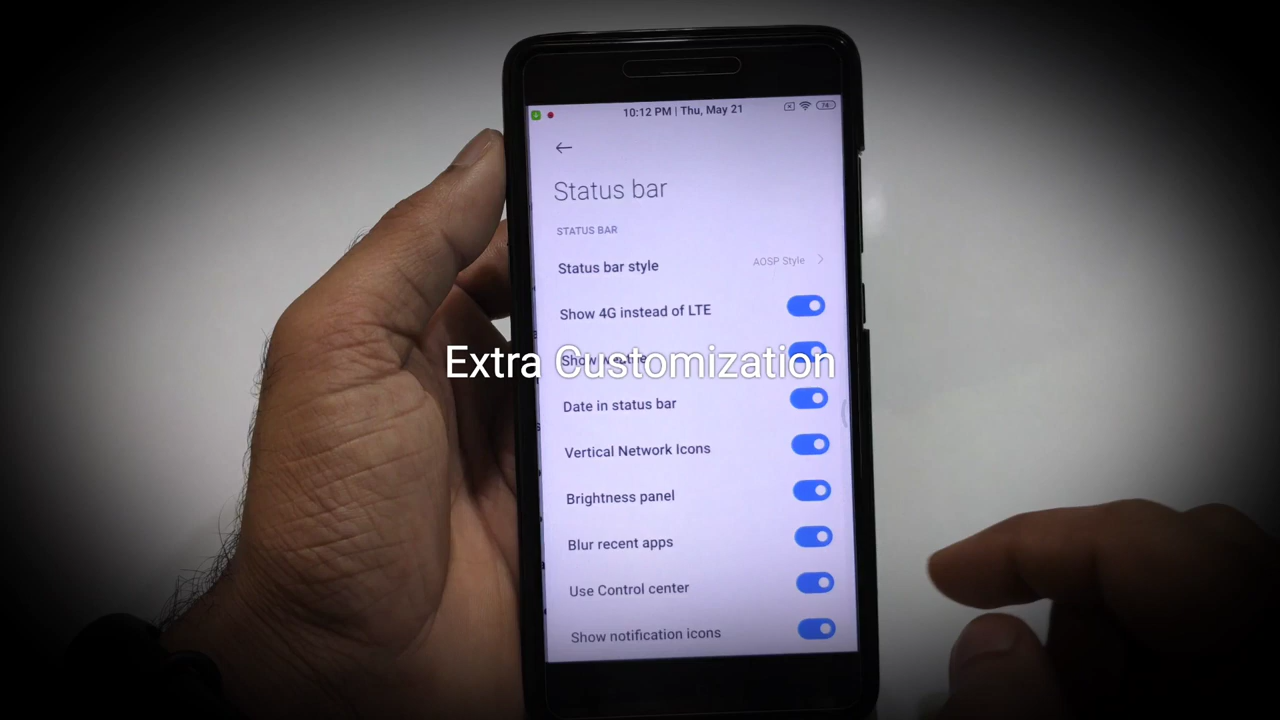 10:12 PM | Thu, May 21
74
Status bar
STATUS BAR
Status bar style
AOSP Style
Show 4G instead of LTE
Show
Extra Customization
Date in status bar
Vertical Network Icons
Brightness panel
Blur recent apps
Use Control center
Show notification icons